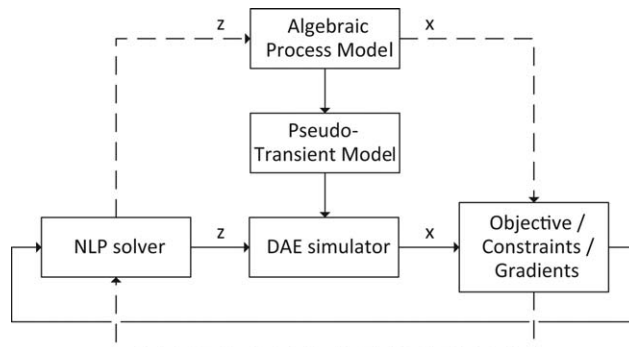 z
Algebraic
Process Model
x
Pseudo-
Transient Model
NLP solver
z
DAE simulator
x
Objective /
Constraints /
Gradients